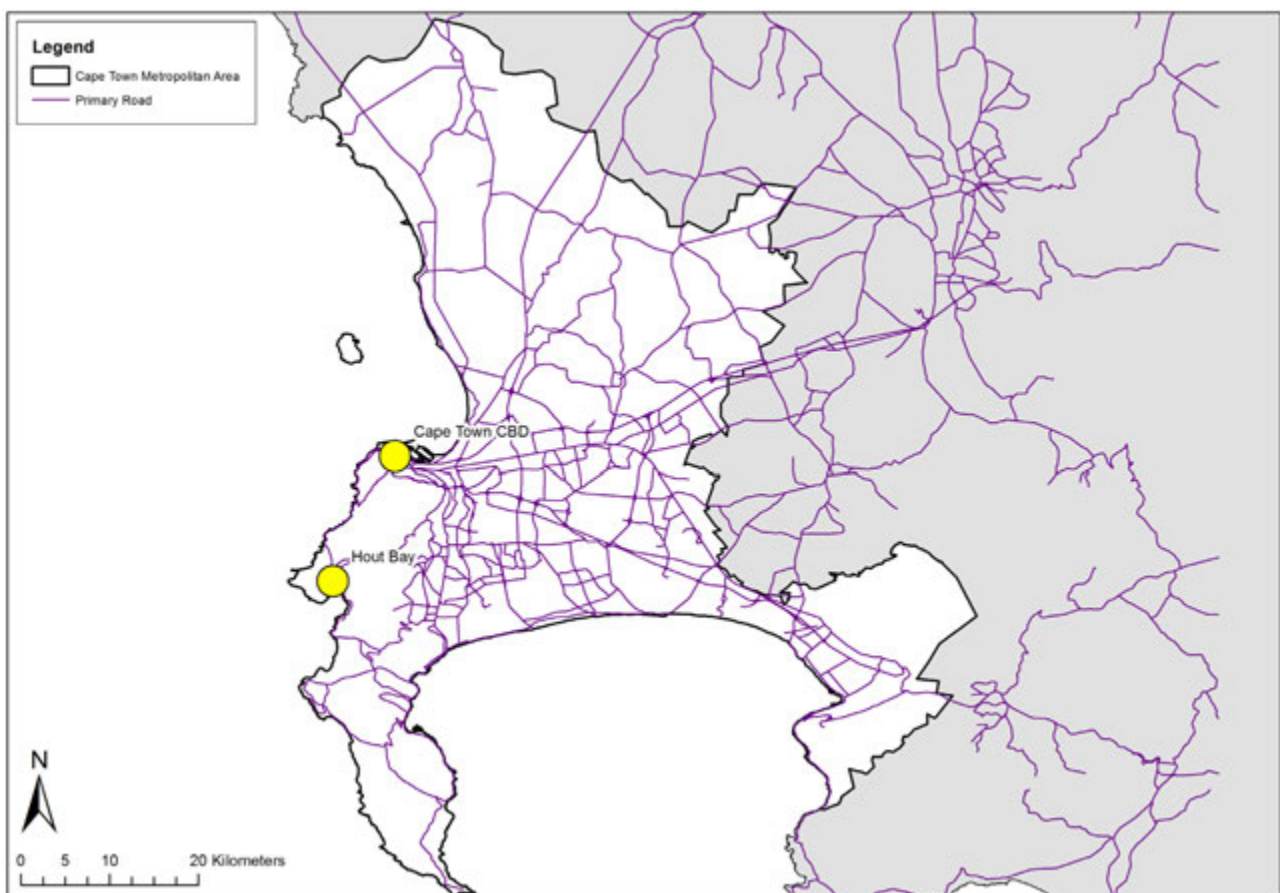 Legend
Cape Town Metropolitan Area
Primary Road
Cape Town CBD
Hout Bay
N
0 5 10 20 Kilometers